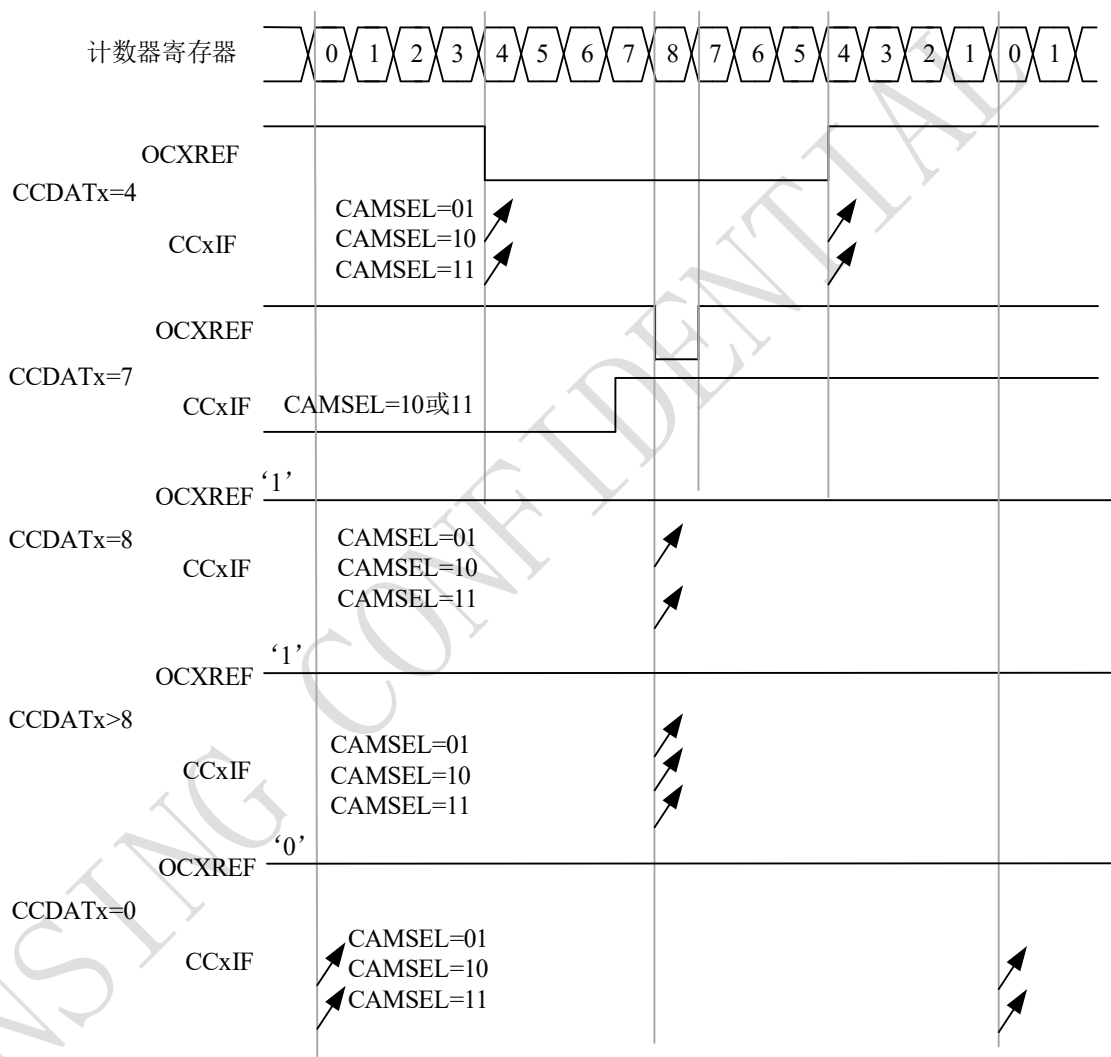 计数器寄存器 0 1 2 3 4 5 6 7 8 7 6 5 4 3 2 1 0 1
OCXREF
CCDATx=4
CAMSEL=01
CCxIF CAMSEL=10
CAMSEL=11
OCXREF
CCDATx=7
CCxIF CAMSEL=10或11
OCXREF ‘1’
CCDATx=8
CAMSEL=01
CCxIF CAMSEL=10
CAMSEL=11
‘1’
OCXREF
CCDATx>8
CAMSEL=01
CCxIF CAMSEL=10
CAMSEL=11
‘0’
OCXREF
CCDATx=0
CAMSEL=01
CCxIF CAMSEL=10
CAMSEL=11
NSING CONFIDENTIAL